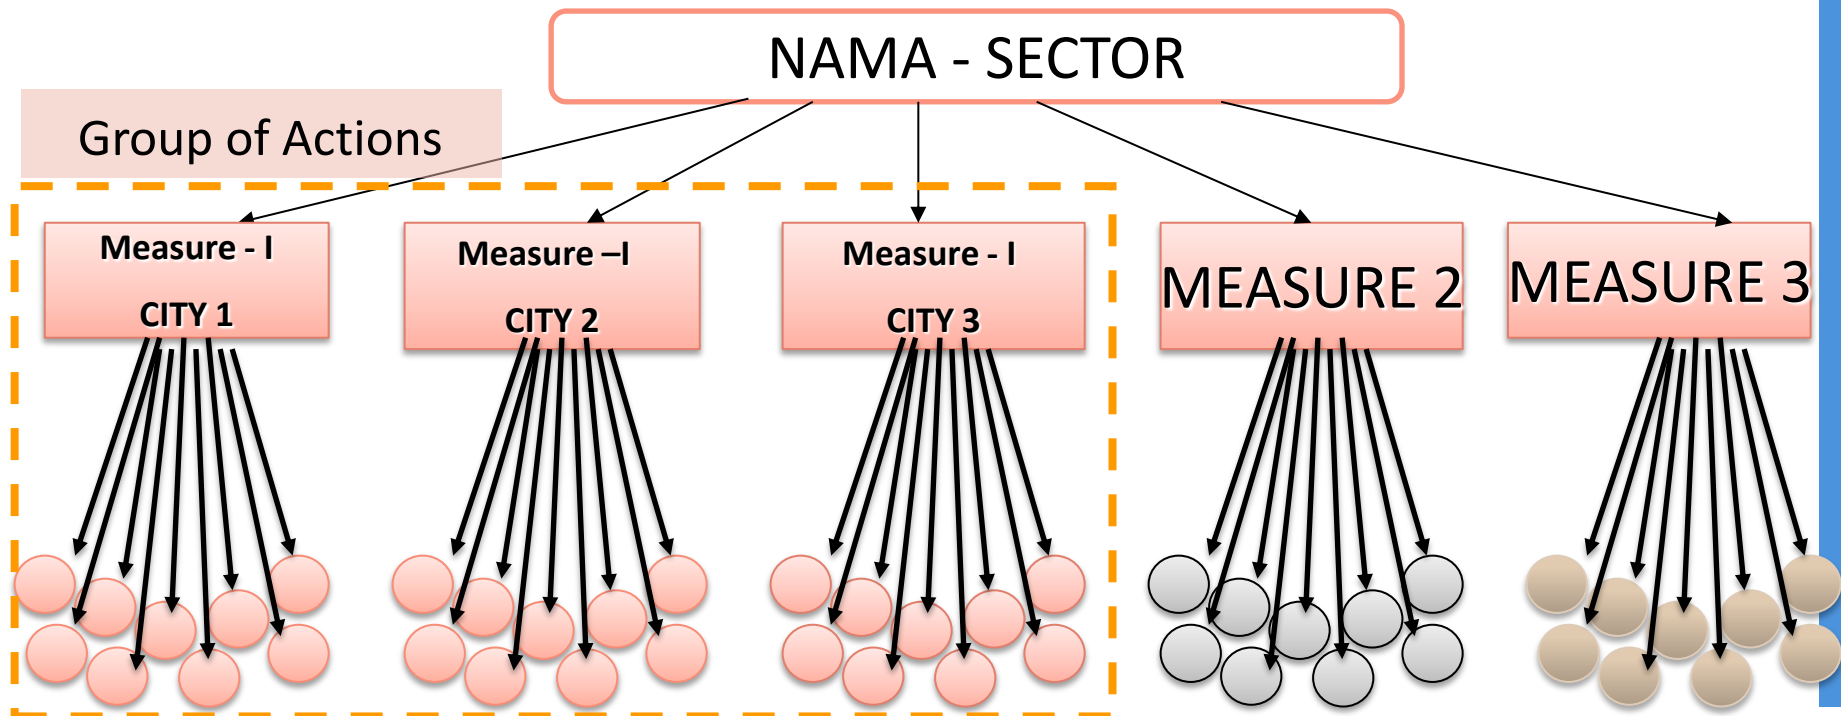 NAMA - SECTOR
Group of Actions
Measure - I
CITY 1
Measure –I
CITY 2
Measure - I
CITY 3
MEASURE 2
MEASURE 3